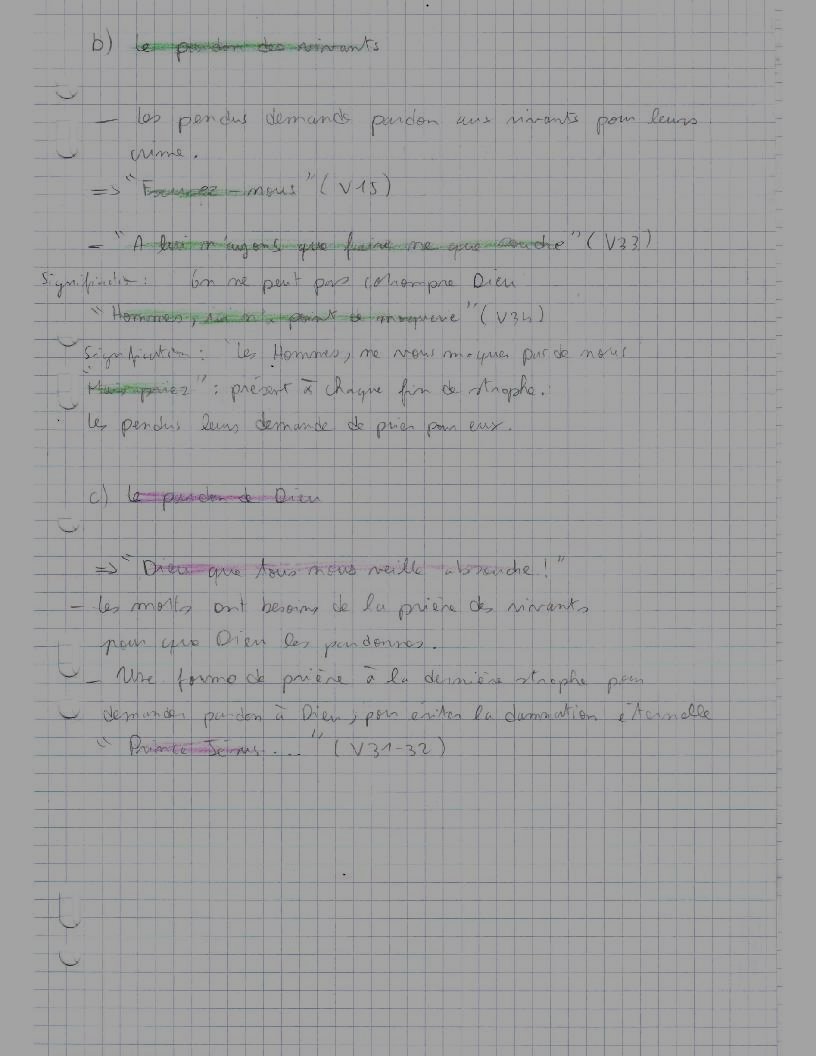 b) le pardon des vivants
- les pendus demands pardon aux vivants pour leurs
crime.
=> "Excusez-nous" (V15)
- "A lui n'ayons que faire ne que souldre" (V33)
Signification : On ne peut pas cohompre Dieu
"Hommes, ici n'a point de moquerie" (V34)
Signification : les Hommes, ne vous moquer pas de nous
"Mais priez" : présent à chaque fin de strophe.
les pendus leurs demande de prier pour eux.
c) le pardon de Dieu
=> "Dieu que tous nous veille absoudre!"
- les morts ont besoins de la prière des vivants
pour que Dieu les pardonnes.
- Une forme de prière à la dernière strophe pour
demander pardon à Dieu, pour éviter la damnation éternelle
"Prince Jésus..." (V31-32)